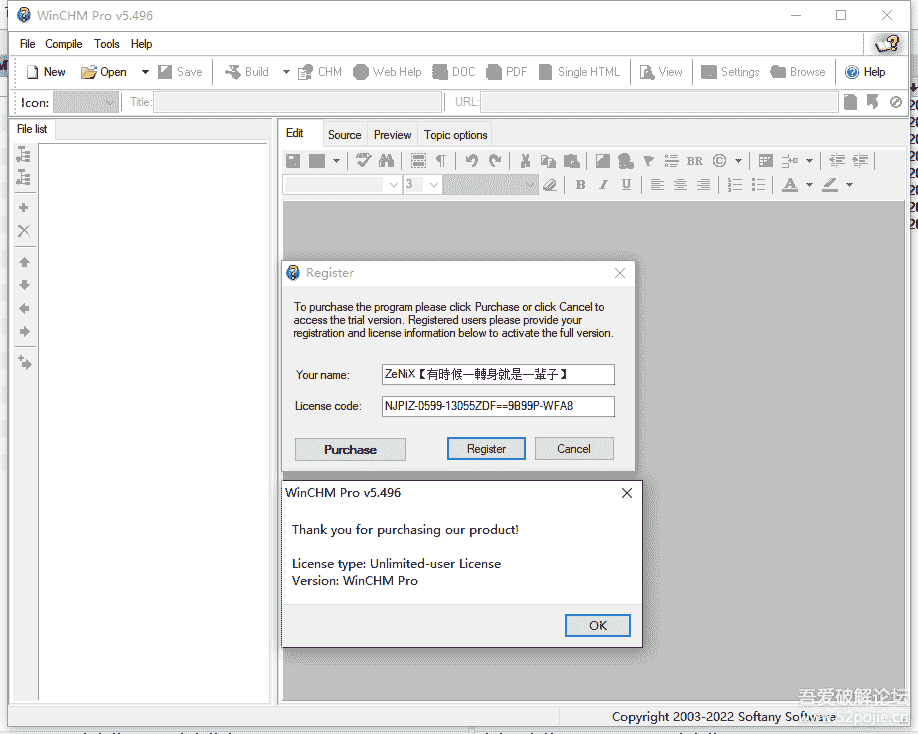 WinCHM Pro v5.496
File Compile Tools Help
New Open Save Build CHM Web Help DOC PDF Single HTML View Settings Browse Help
Icon: Title: URL:
File list
Edit Source Preview Topic options
BR
3
B I U
Register
To purchase the program please click Purchase or click Cancel to
access the trial version. Registered users please provide your
registration and license information below to activate the full version.
Your name: ZeNiX【有時候一轉身就是一輩子】
License code: NJPIZ-0599-13055ZDF==9B99P-WFA8
Purchase Register Cancel
WinCHM Pro v5.496
Thank you for purchasing our product!
License type: Unlimited-user License
Version: WinCHM Pro
OK
吾爱破解论坛
Copyright 2003-2022 Softany Software
www.52pojie.cn